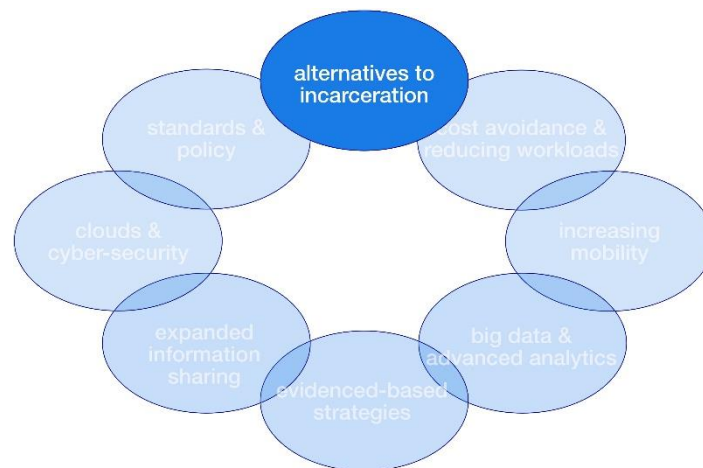 alternatives to
incarceration
cost avoidance &
reducing workloads
increasing
mobility
big data &
advanced analytics
evidenced-based
strategies
expanded
information
sharing
clouds &
cyber-security
standards &
policy